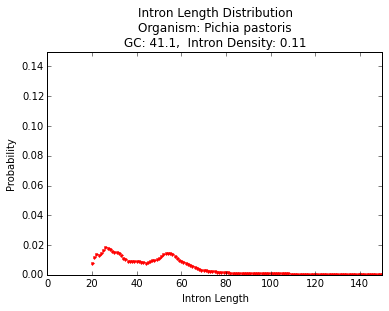 Intron Length Distribution
Organism: Pichia pastoris
GC: 41.1,  Intron Density: 0.11
0.14
0.12
0.10
0.08
0.06
0.04
0.02
0.00
Probability
0 20 40 60 80 100 120 140
Intron Length